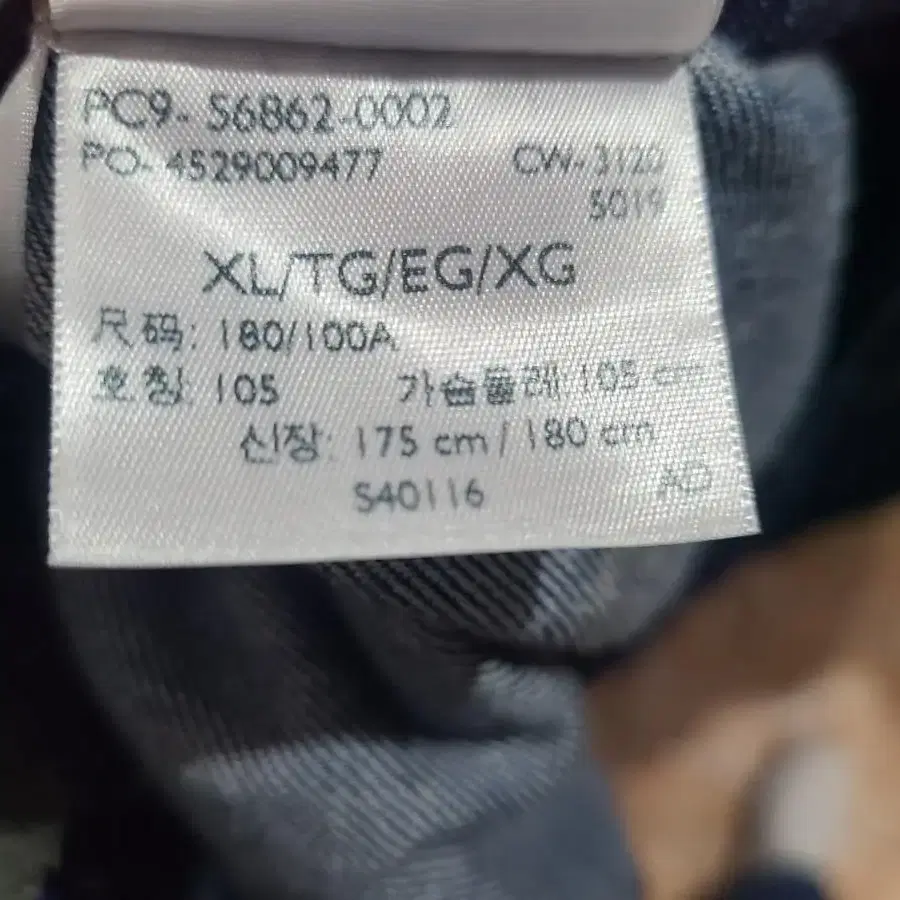 PC9- 56862-0002
PO- 4529009477 CW-3120
5019
XL/TG/EG/XG
尺码: 180/100A
호칭: 105 가슴둘레: 105 cm
신장: 175 cm / 180 cm
S40116 AD